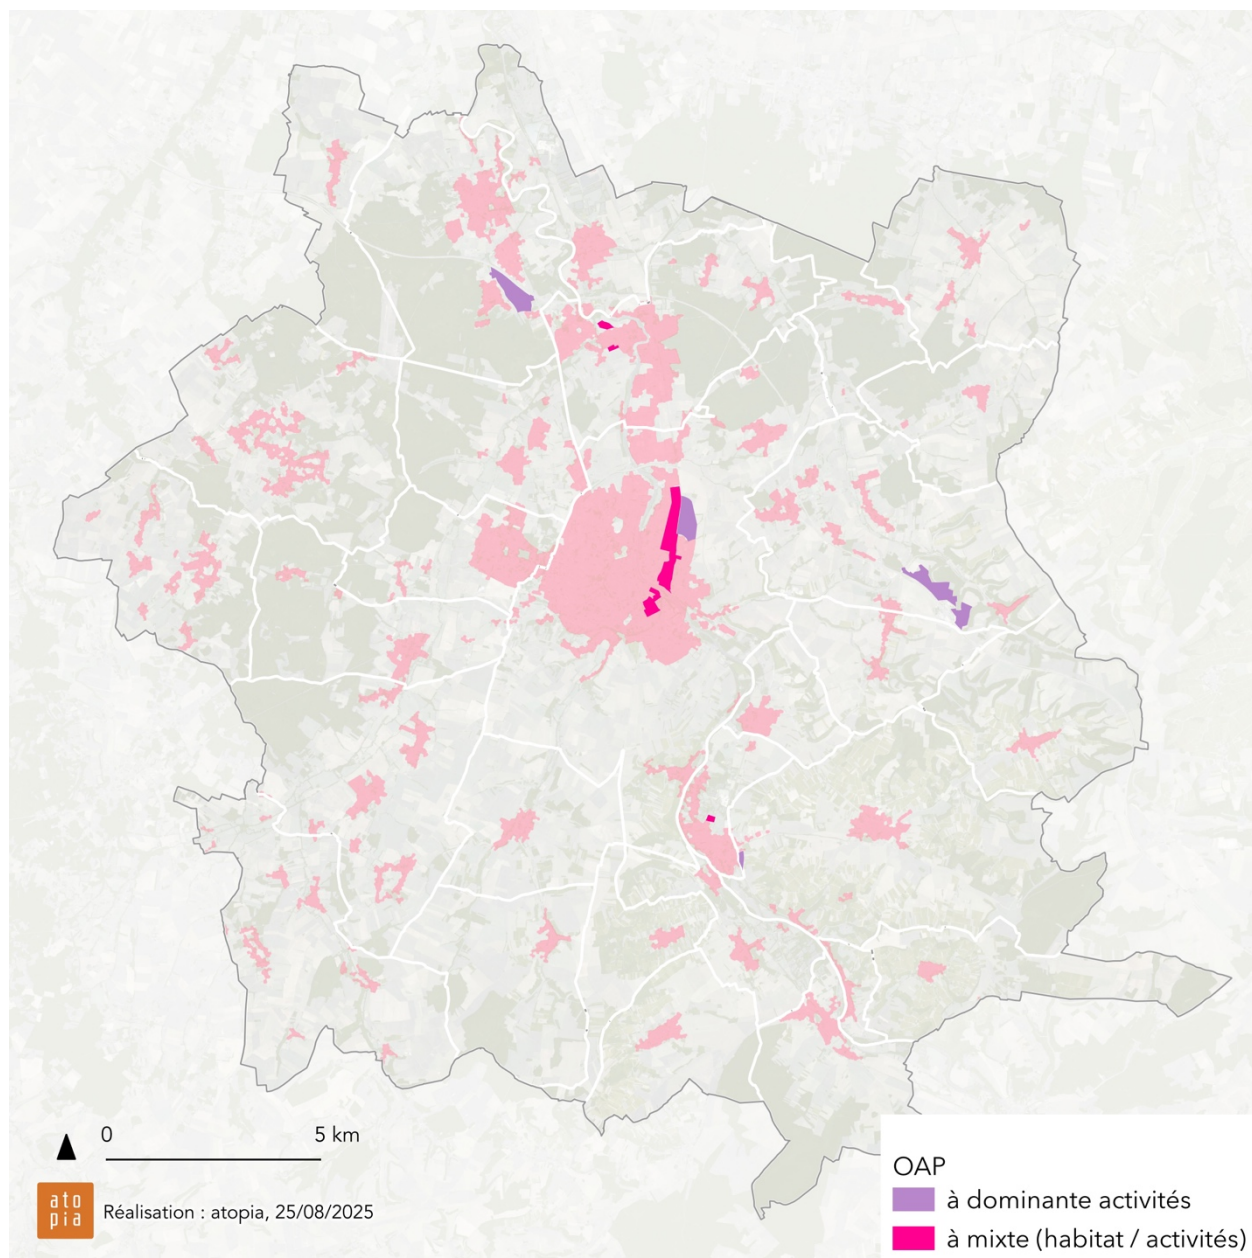 0 5 km
ato
pia
Réalisation : atopia, 25/08/2025
OAP
à dominante activités
à mixte (habitat / activités)